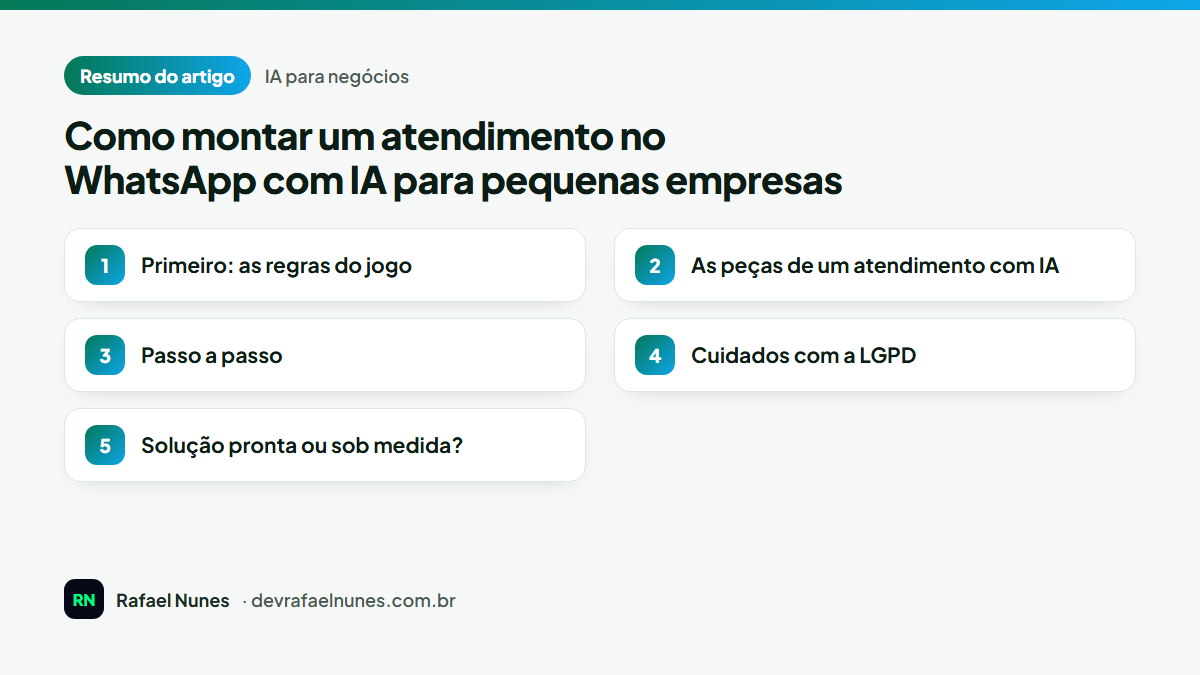 Resumo do artigo IA para negócios
Como montar um atendimento no
WhatsApp com IA para pequenas empresas
1 Primeiro: as regras do jogo
2 As peças de um atendimento com IA
3 Passo a passo
4 Cuidados com a LGPD
5 Solução pronta ou sob medida?
RN Rafael Nunes · devrafaelnunes.com.br